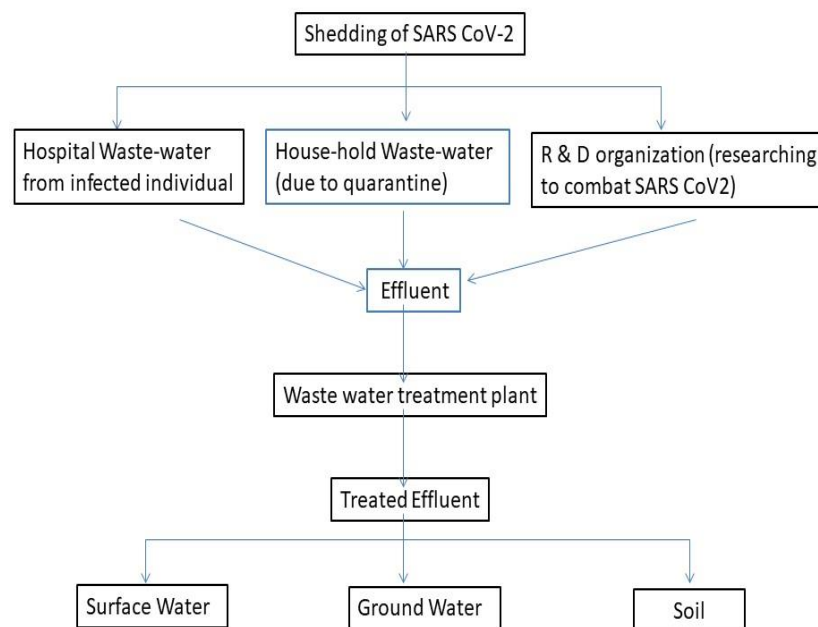 Shedding of SARS CoV-2
Hospital Waste-water
from infected individual
House-hold Waste-water
(due to quarantine)
R & D organization (researching
to combat SARS CoV2)
Effluent
Waste water treatment plant
Treated Effluent
Surface Water
Ground Water
Soil